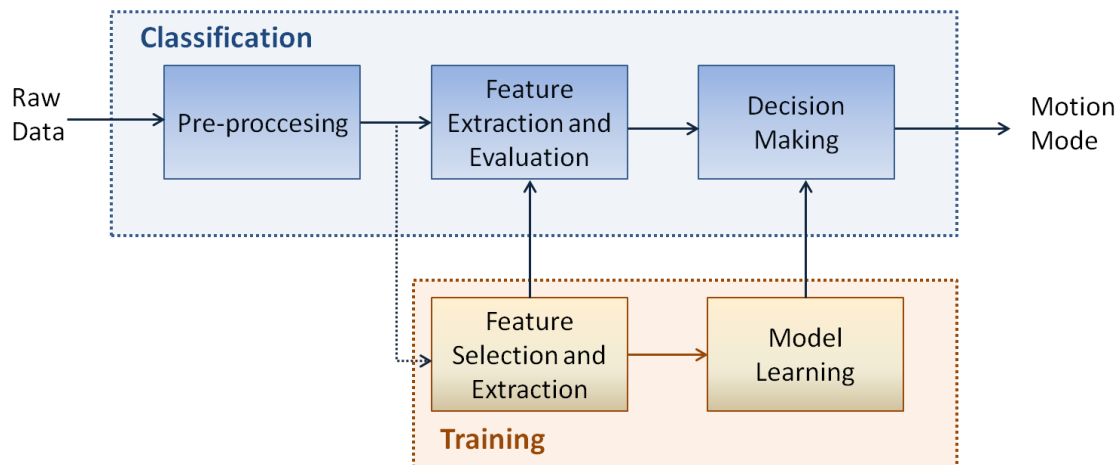 Classification
Raw
Data
Pre-proccesing
Feature
Extraction and
Evaluation
Decision
Making
Motion
Mode
Feature
Selection and
Extraction
Model
Learning
Training